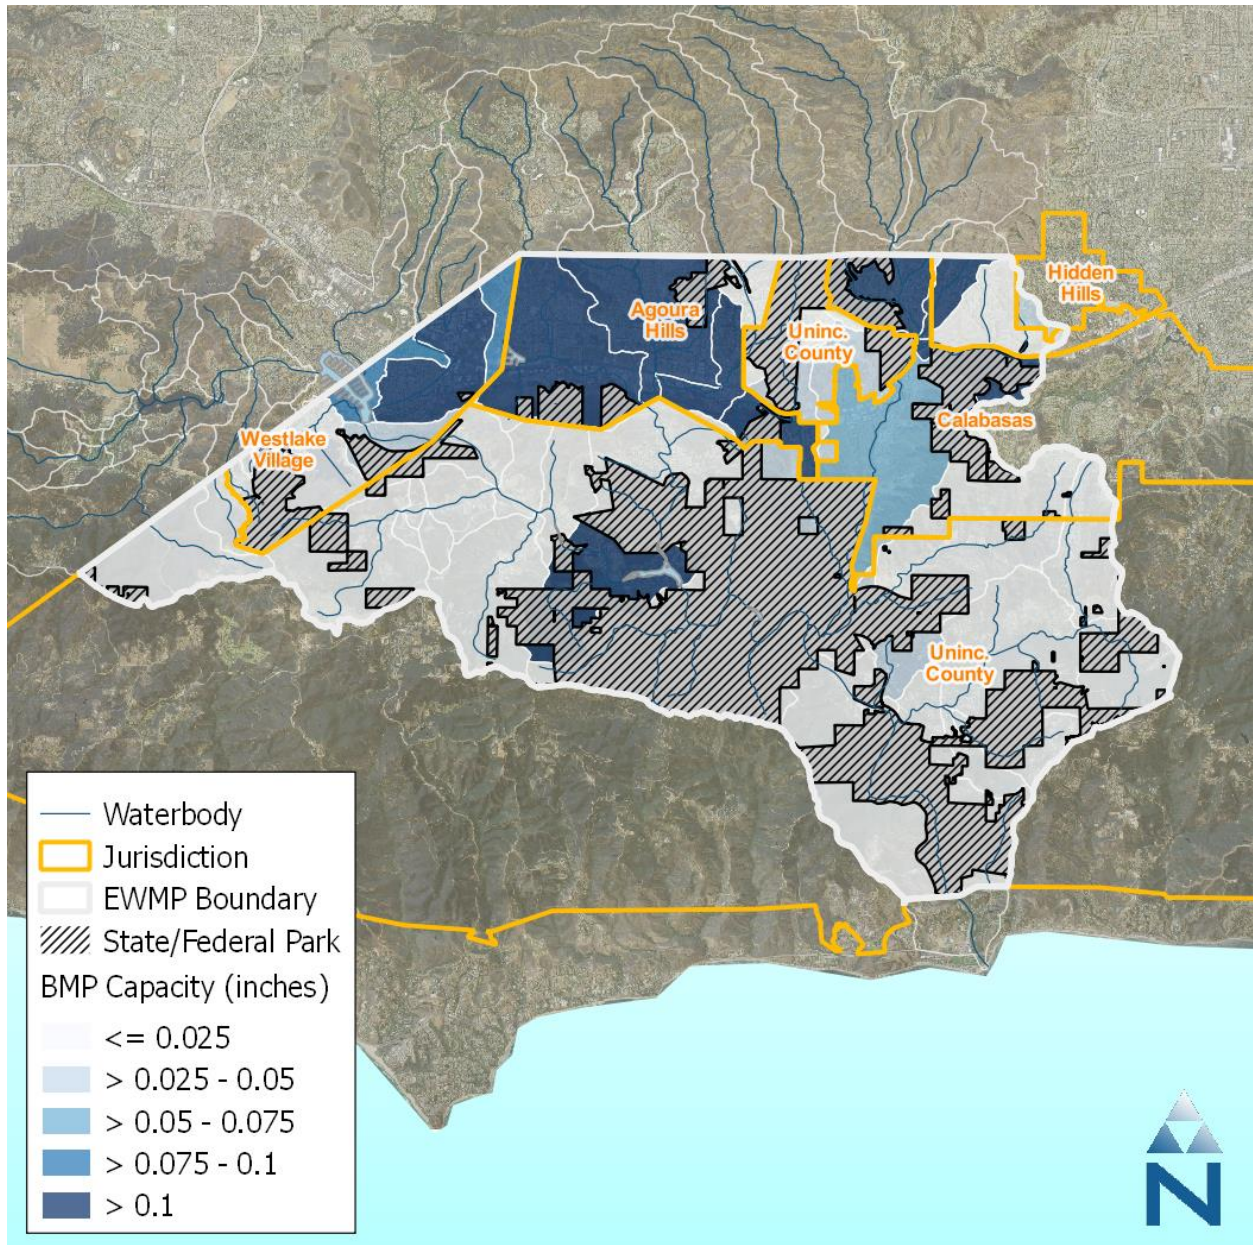 Hidden
Hills
Agoura
Hills
Uninc.
County
Calabasas
Westlake
Village
Uninc.
County
Waterbody
Jurisdiction
EWMP Boundary
State/Federal Park
BMP Capacity (inches)
<= 0.025
> 0.025 - 0.05
> 0.05 - 0.075
> 0.075 - 0.1
> 0.1
N